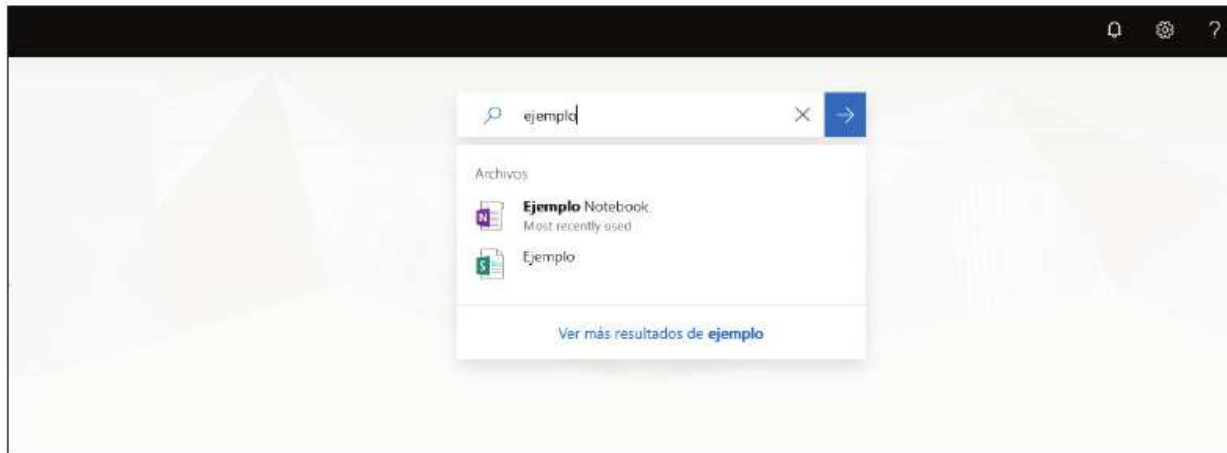 ?
ejemplo
Archivos
N
Ejemplo Notebook
Most recently used
S
Ejemplo
Ver más resultados de ejemplo